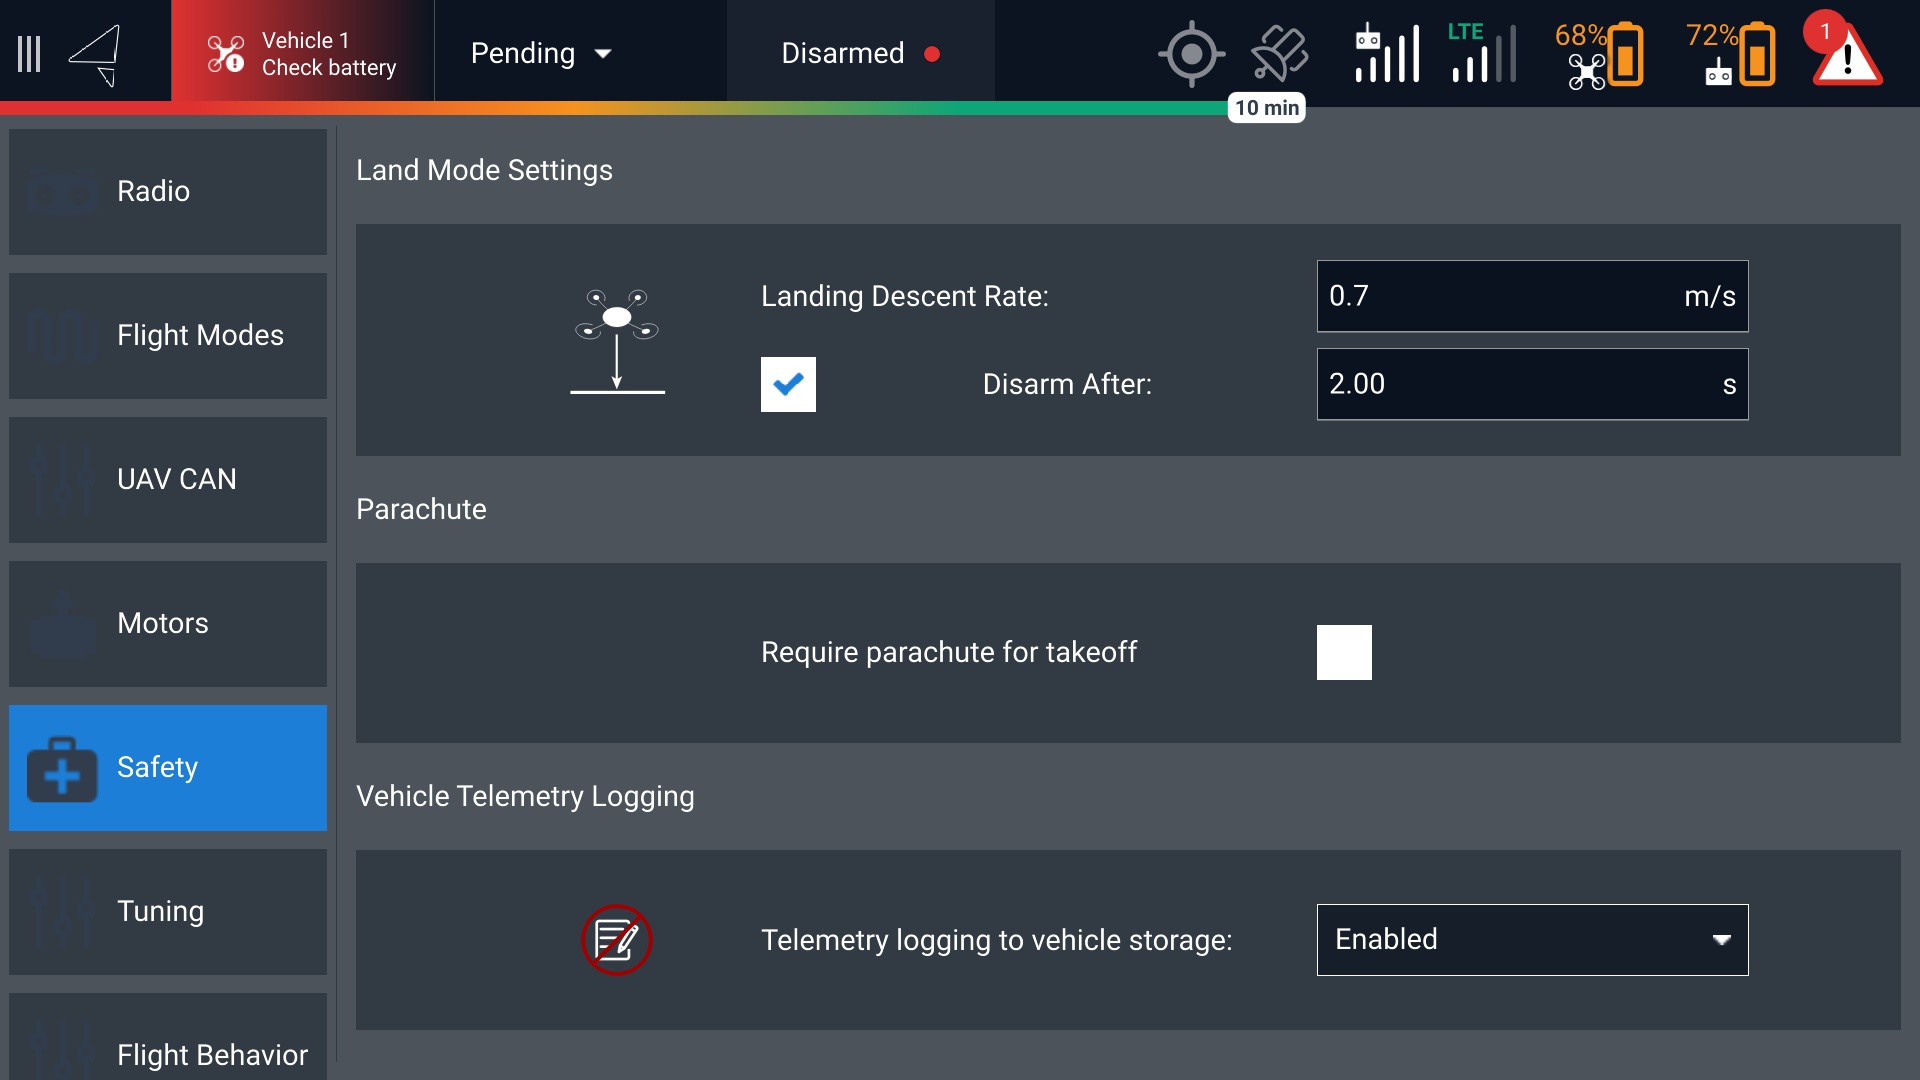 Vehicle 1
Check battery
Pending
Disarmed
LTE
68%
72%
1
10 min
Radio
Flight Modes
UAV CAN
Motors
Safety
Tuning
Flight Behavior
Land Mode Settings
Landing Descent Rate:
0.7 m/s
Disarm After:
2.00 s
Parachute
Require parachute for takeoff
Vehicle Telemetry Logging
Telemetry logging to vehicle storage:
Enabled